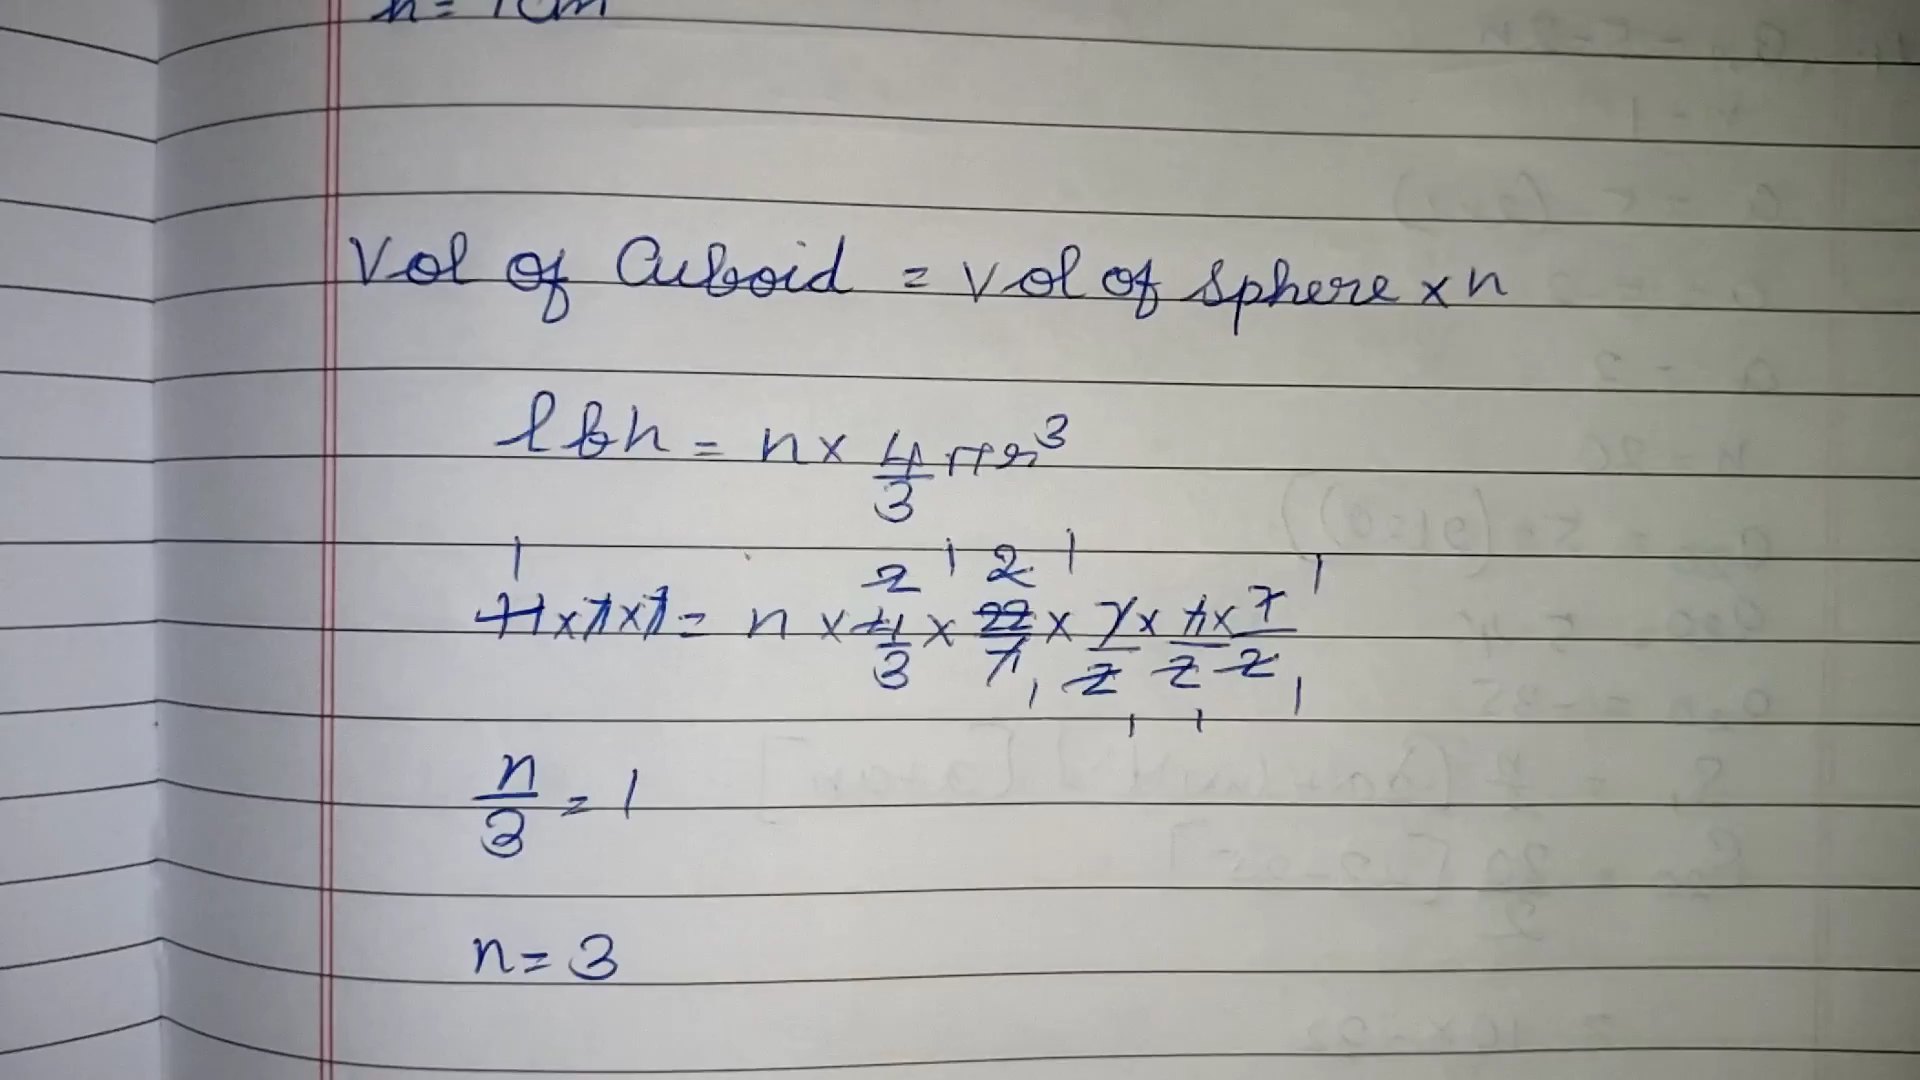 h = 7cm
Vol of Cuboid = Vol of sphere × n
lbh = n × 4/3 πr³
11 × 7 × 7 = n × 4/3 × 22/7 × 7/2 × 7/2 × 7/2
n/3 = 1
n = 3